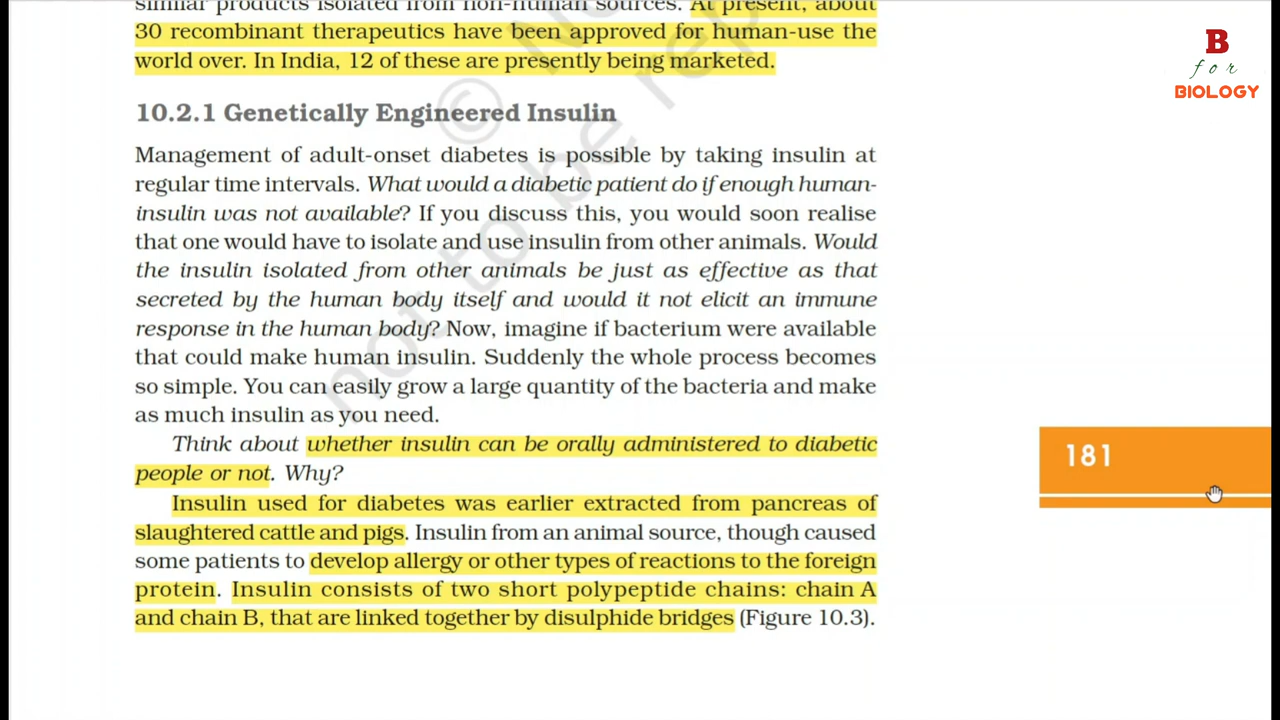 similar products isolated from non-human sources. At present, about
30 recombinant therapeutics have been approved for human-use the
world over. In India, 12 of these are presently being marketed.
B
for
BIOLOGY
10.2.1 Genetically Engineered Insulin
Management of adult-onset diabetes is possible by taking insulin at
regular time intervals. What would a diabetic patient do if enough human-
insulin was not available? If you discuss this, you would soon realise
that one would have to isolate and use insulin from other animals. Would
the insulin isolated from other animals be just as effective as that
secreted by the human body itself and would it not elicit an immune
response in the human body? Now, imagine if bacterium were available
that could make human insulin. Suddenly the whole process becomes
so simple. You can easily grow a large quantity of the bacteria and make
as much insulin as you need.
Think about whether insulin can be orally administered to diabetic
people or not. Why?
Insulin used for diabetes was earlier extracted from pancreas of
slaughtered cattle and pigs. Insulin from an animal source, though caused
some patients to develop allergy or other types of reactions to the foreign
protein. Insulin consists of two short polypeptide chains: chain A
and chain B, that are linked together by disulphide bridges (Figure 10.3).
181
not to be rep